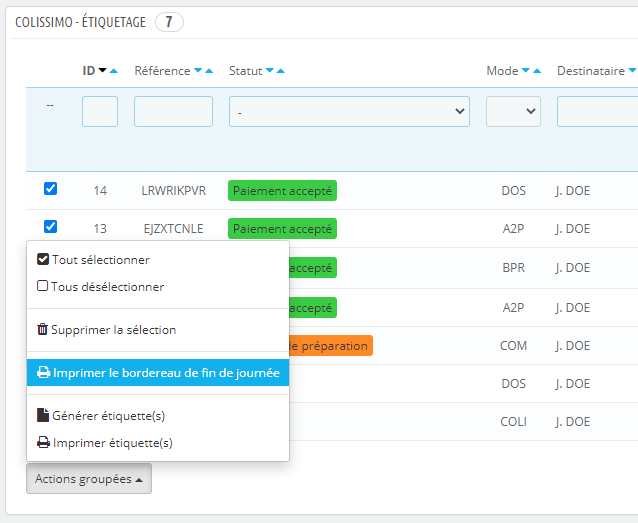 COLISSIMO - ÉTIQUETAGE 7
ID Référence Statut Mode Destinataire
-- -
14 LRWRIKPVR Paiement accepté DOS J. DOE
13 EJZXTCNLE Paiement accepté A2P J. DOE
Tout sélectionner
accepté BPR J. DOE
Tous désélectionner
accepté A2P J. DOE
Supprimer la sélection
de préparation COM J. DOE
Imprimer le bordereau de fin de journée
DOS J. DOE
Générer étiquette(s)
COLI J. DOE
Imprimer étiquette(s)
Actions groupées